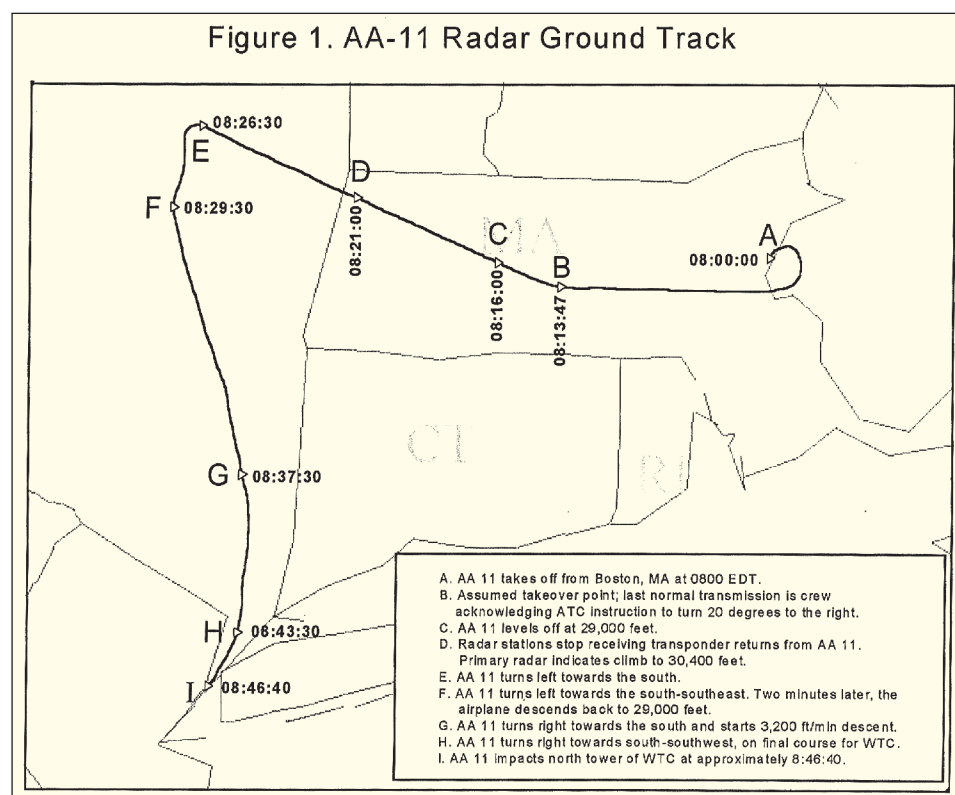 Figure 1. AA-11 Radar Ground Track
08:26:30
E
D
F
08:29:30
MA
A
C
08:00:00
B
08:21:00
08:16:00
08:13:47
CT
RI
G
08:37:30
H
06:43:30
I
08:46:40
A. AA 11 takes off from Boston, MA at 0800 EDT.
B. Assumed takeover point; last normal transmission is crew
acknowledging ATC instruction to turn 20 degrees to the right.
C. AA 11 levels off at 29,000 feet.
D. Radar stations stop receiving transponder returns from AA 11.
Primary radar indicates climb to 30,400 feet.
E. AA 11 turns left towards the south.
F. AA 11 turns left towards the south-southeast. Two minutes later, the
airplane descends back to 29,000 feet.
G. AA 11 turns right towards the south and starts 3,200 ft/min descent.
H. AA 11 turns right towards south-southwest, on final course for WTC.
I. AA 11 impacts north tower of WTC at approximately 8:46:40.